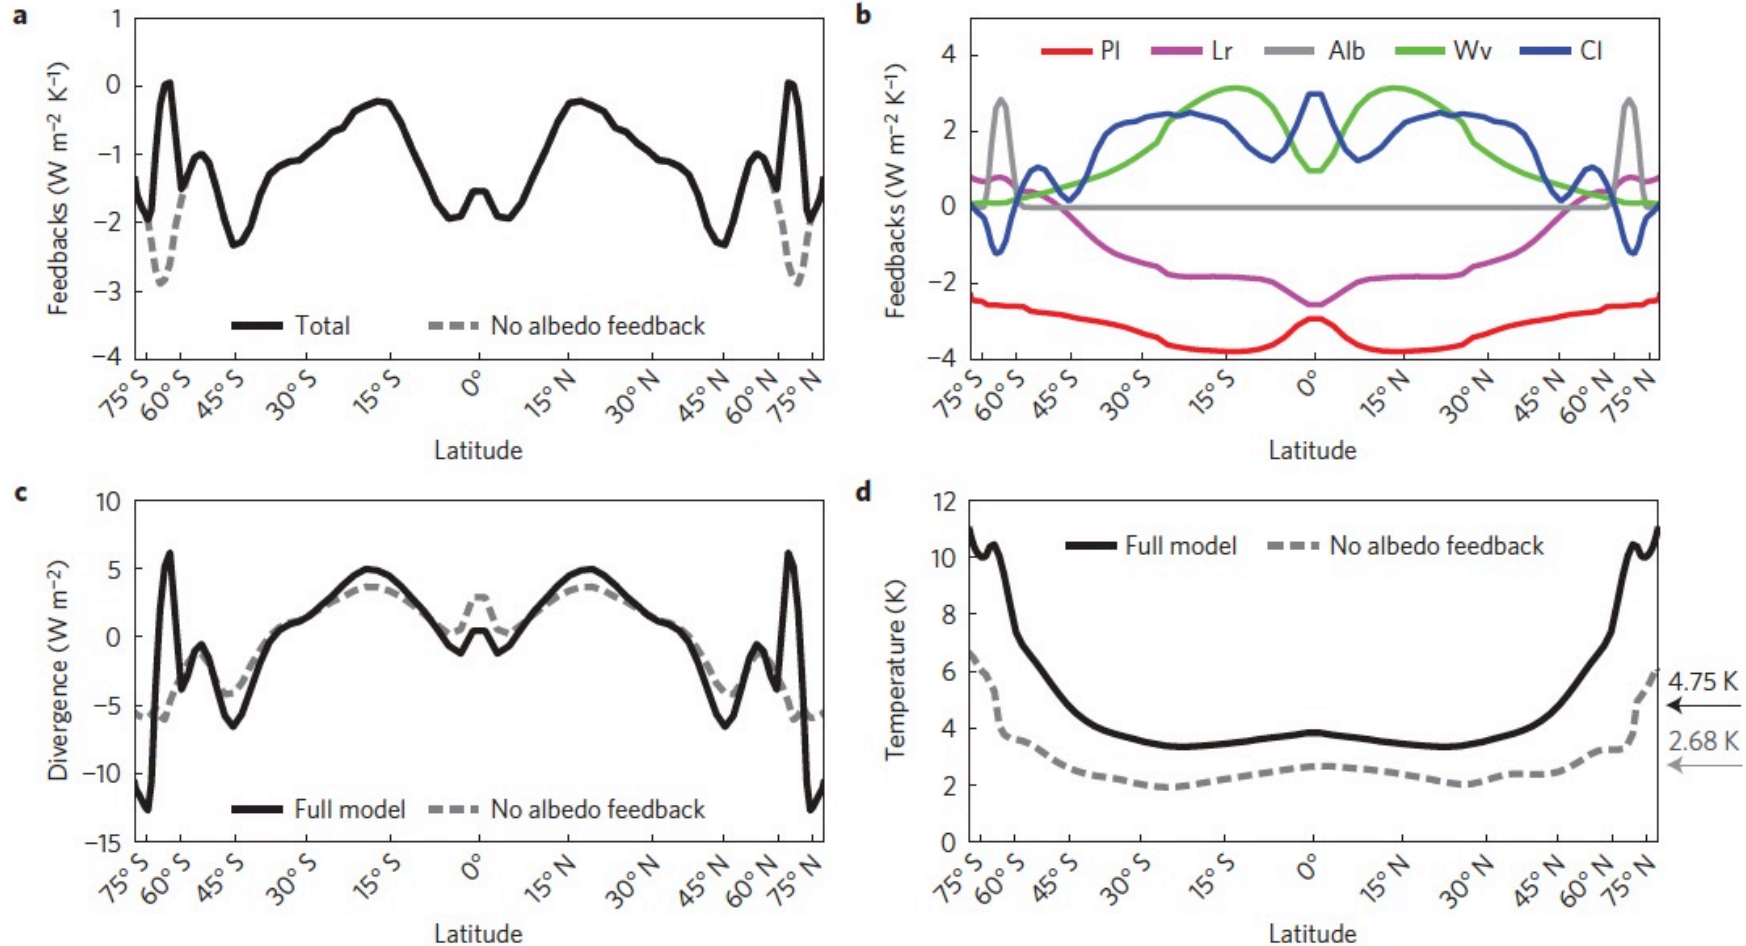 a
Feedbacks (W m⁻² K⁻¹)
1
0
−1
−2
−3
−4
Total
No albedo feedback
75° S
60° S
45° S
30° S
15° S
0°
15° N
30° N
45° N
60° N
75° N
Latitude
b
Feedbacks (W m⁻² K⁻¹)
4
2
0
−2
−4
Pl
Lr
Alb
Wv
Cl
75° S
60° S
45° S
30° S
15° S
0°
15° N
30° N
45° N
60° N
75° N
Latitude
c
Divergence (W m⁻²)
10
5
0
−5
−10
−15
Full model
No albedo feedback
75° S
60° S
45° S
30° S
15° S
0°
15° N
30° N
45° N
60° N
75° N
Latitude
d
Temperature (K)
12
10
8
6
4
2
0
Full model
No albedo feedback
4.75 K
2.68 K
75° S
60° S
45° S
30° S
15° S
0°
15° N
30° N
45° N
60° N
75° N
Latitude